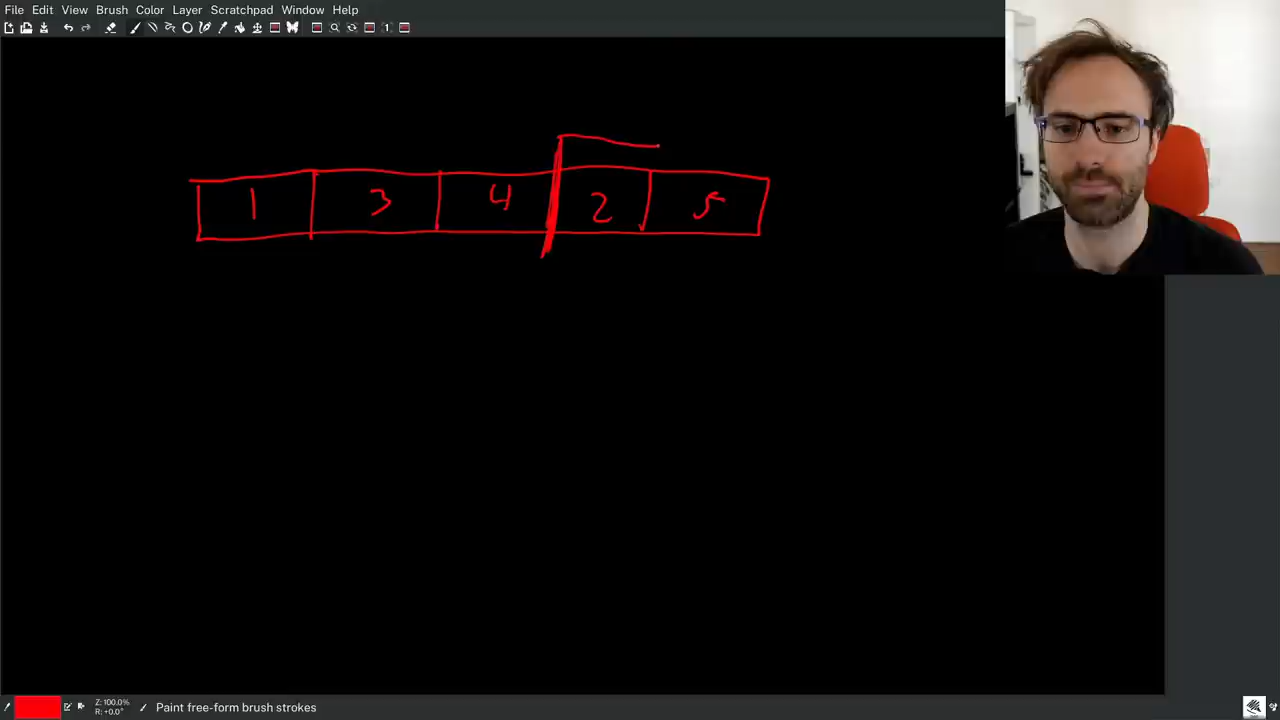 File Edit View Brush Color Layer Scratchpad Window Help
1 3 4 2 5
Z: 100.0%
R: +0.0°
Paint free-form brush strokes